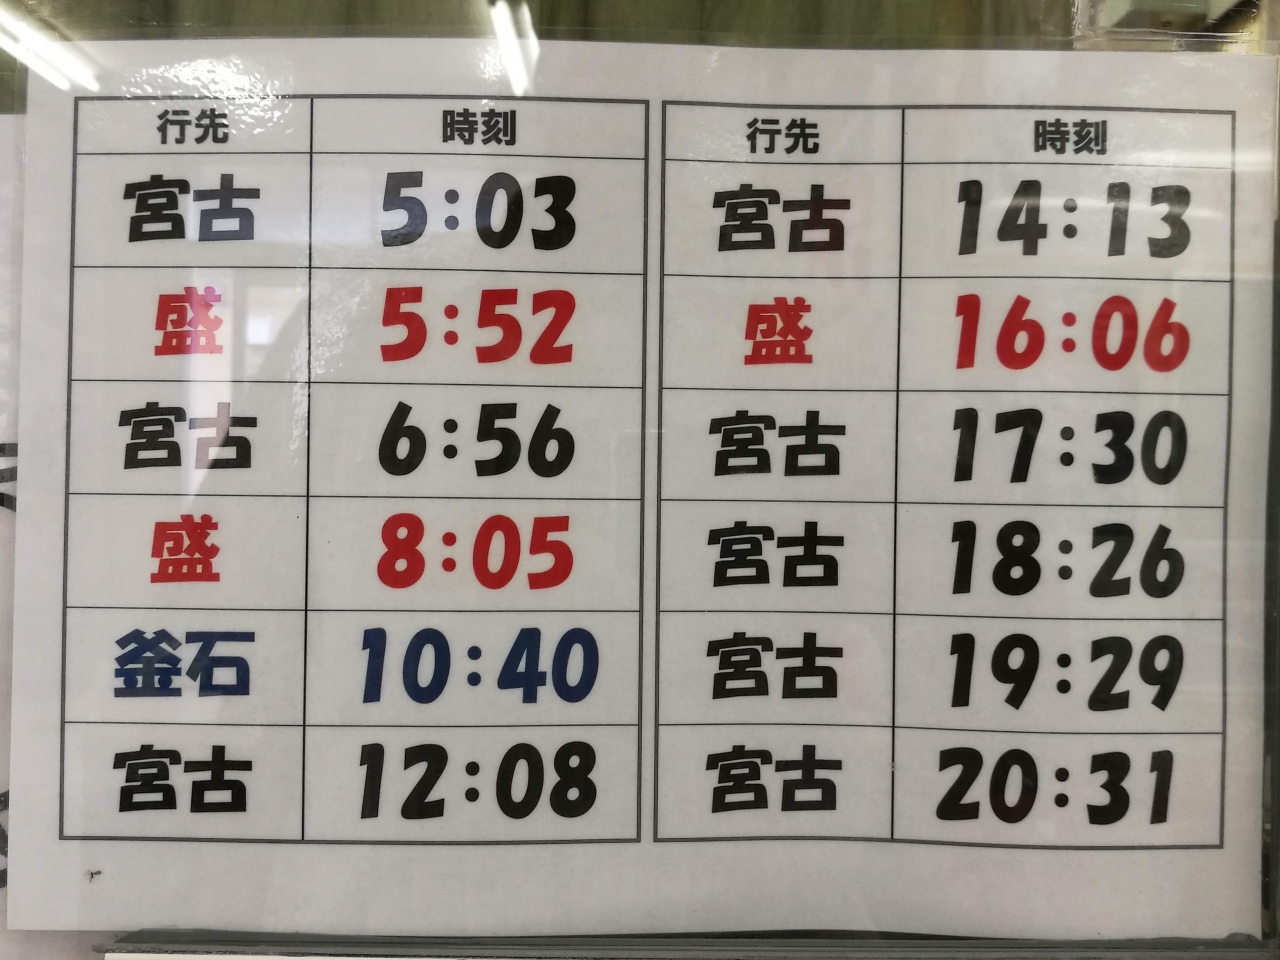 行先 時刻
宮古 5:03
盛 5:52
宮古 6:56
盛 8:05
釜石 10:40
宮古 12:08
行先 時刻
宮古 14:13
盛 16:06
宮古 17:30
宮古 18:26
宮古 19:29
宮古 20:31